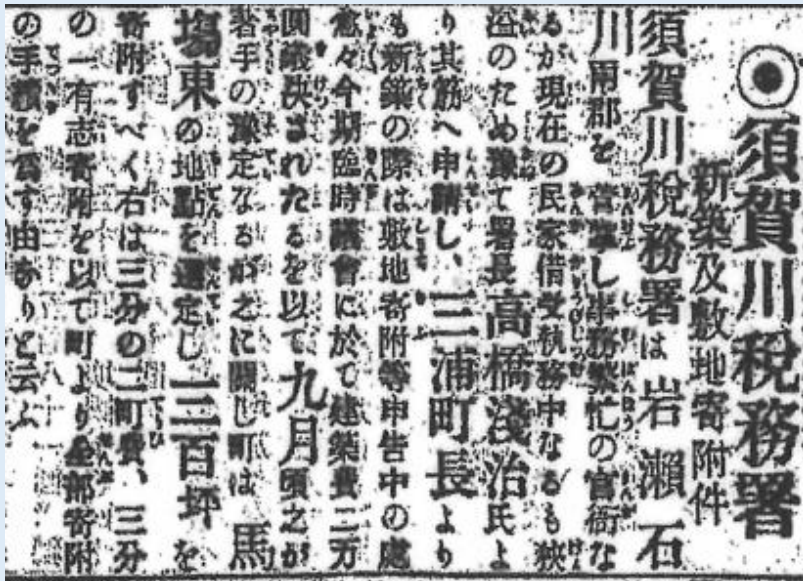 ◉須賀川税務署
新築及敷地寄附件
須賀川税務署は岩瀬石
川両郡を管掌し事務繁忙の官衙な
るが現在の民家借受執務中なるも狭
溢のため豫て署長高橋淺治氏よ
り其筋へ申請し、三浦町長より
も新築の際は敷地寄附等申告中の處
愈々今期臨時議會に於て建築費二万
圓議決されたるを以て九月頃之が
着手の豫定なるが之に關し町は馬
塲東の地點を選定し三百坪を
寄附すべく右は三分の二町費、三分
の一有志寄附を以て町より全部寄附
の手續を爲す由ありと云ふ